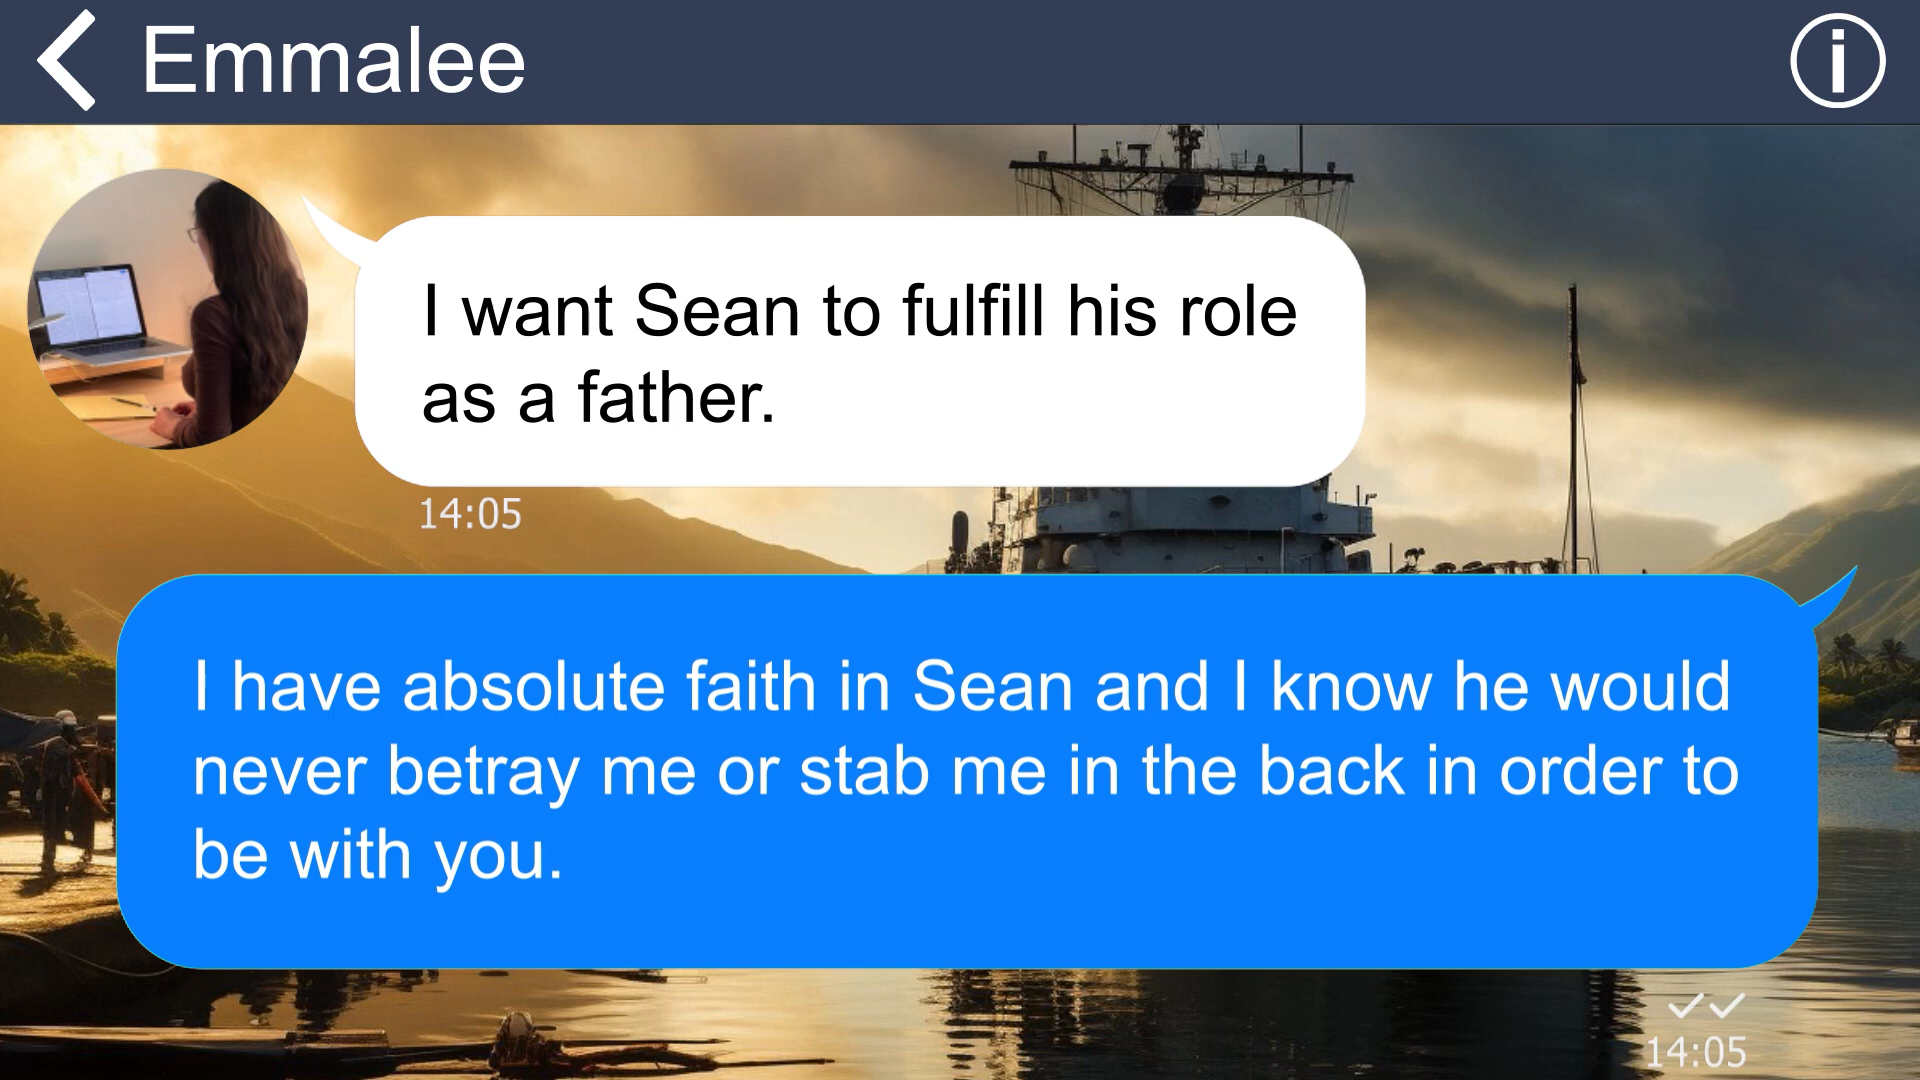 Emmalee
I want Sean to fulfill his role
as a father.
14:05
I have absolute faith in Sean and I know he would
never betray me or stab me in the back in order to
be with you.
14:05